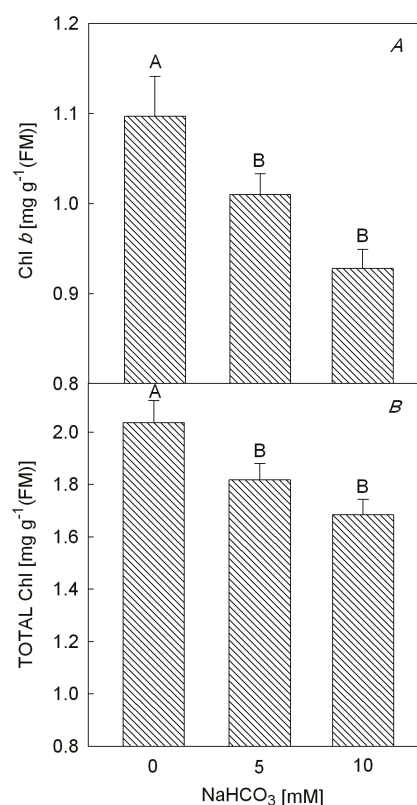 1.2
A
A
1.1
B
B
1.0
0.9
0.8
Chl b [mg g⁻¹(FM)]
A
B
2.0
B
B
1.8
1.6
1.4
1.2
1.0
0.8
TOTAL Chl [mg g⁻¹(FM)]
0 5 10
NaHCO₃ [mM]